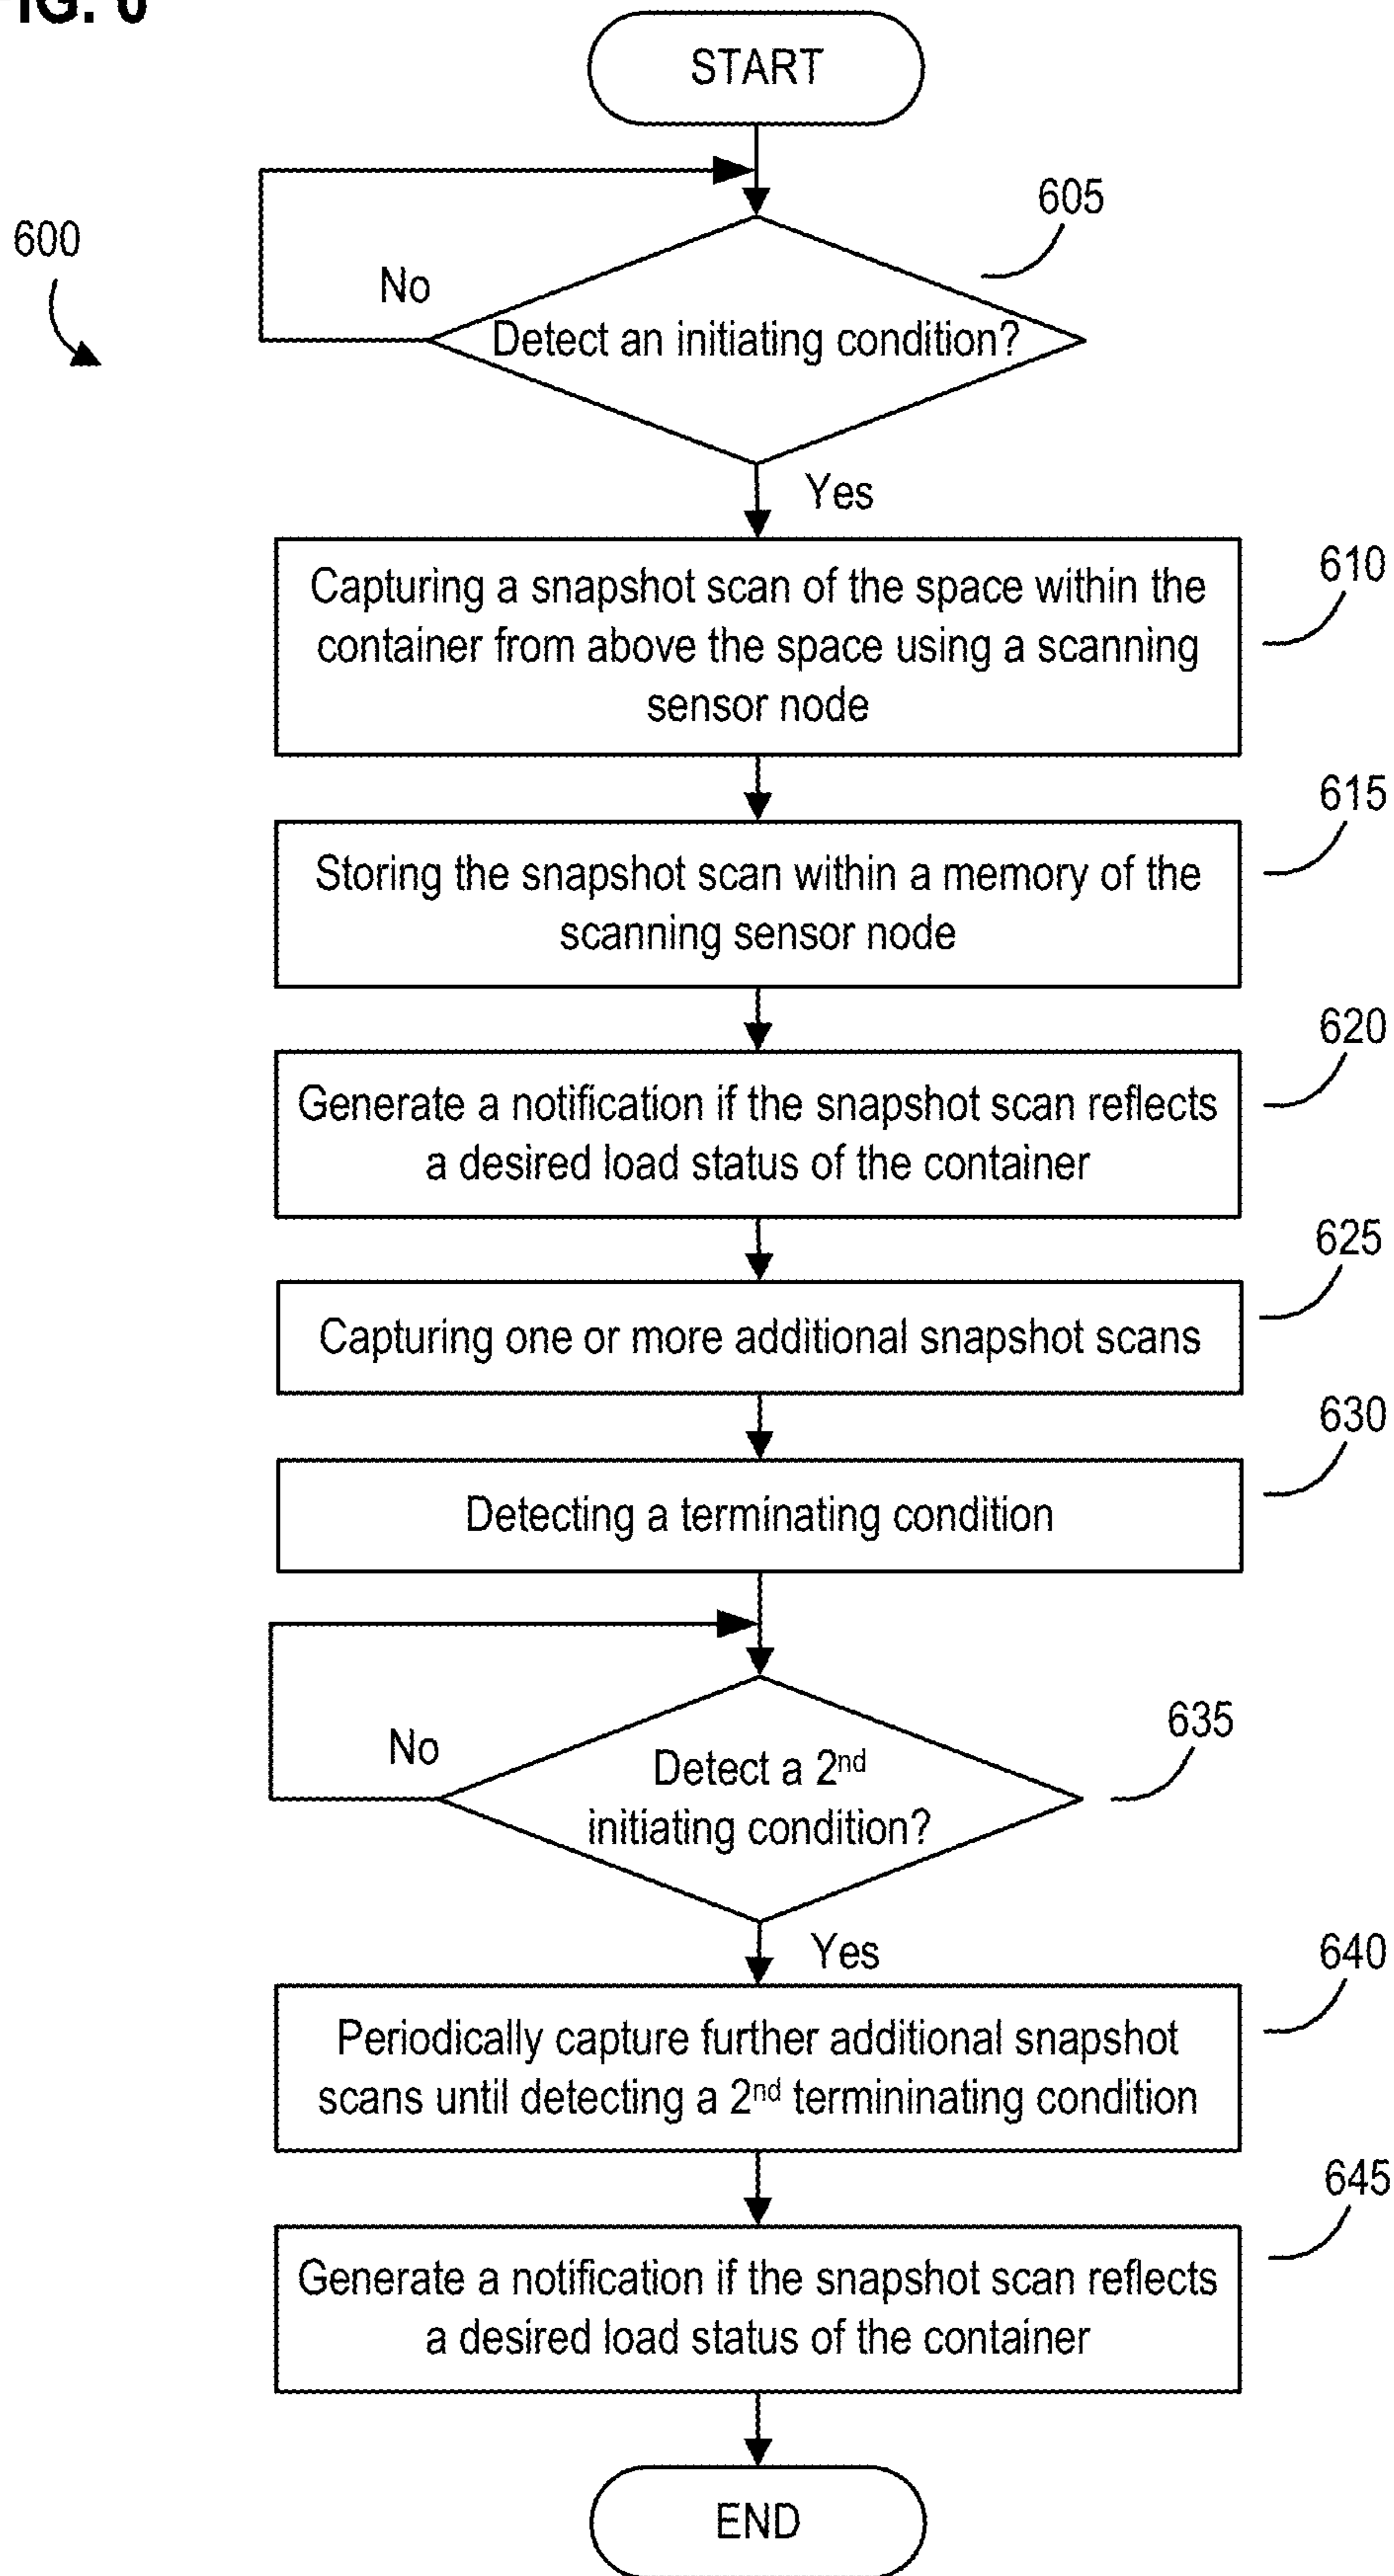 FIG. 6
START
605
600
No
Detect an initiating condition?
Yes
610
Capturing a snapshot scan of the space within the
container from above the space using a scanning
sensor node
615
Storing the snapshot scan within a memory of the
scanning sensor node
620
Generate a notification if the snapshot scan reflects
a desired load status of the container
625
Capturing one or more additional snapshot scans
630
Detecting a terminating condition
635
No
Detect a 2nd
initiating condition?
Yes
640
Periodically capture further additional snapshot
scans until detecting a 2nd termininating condition
645
Generate a notification if the snapshot scan reflects
a desired load status of the container
END